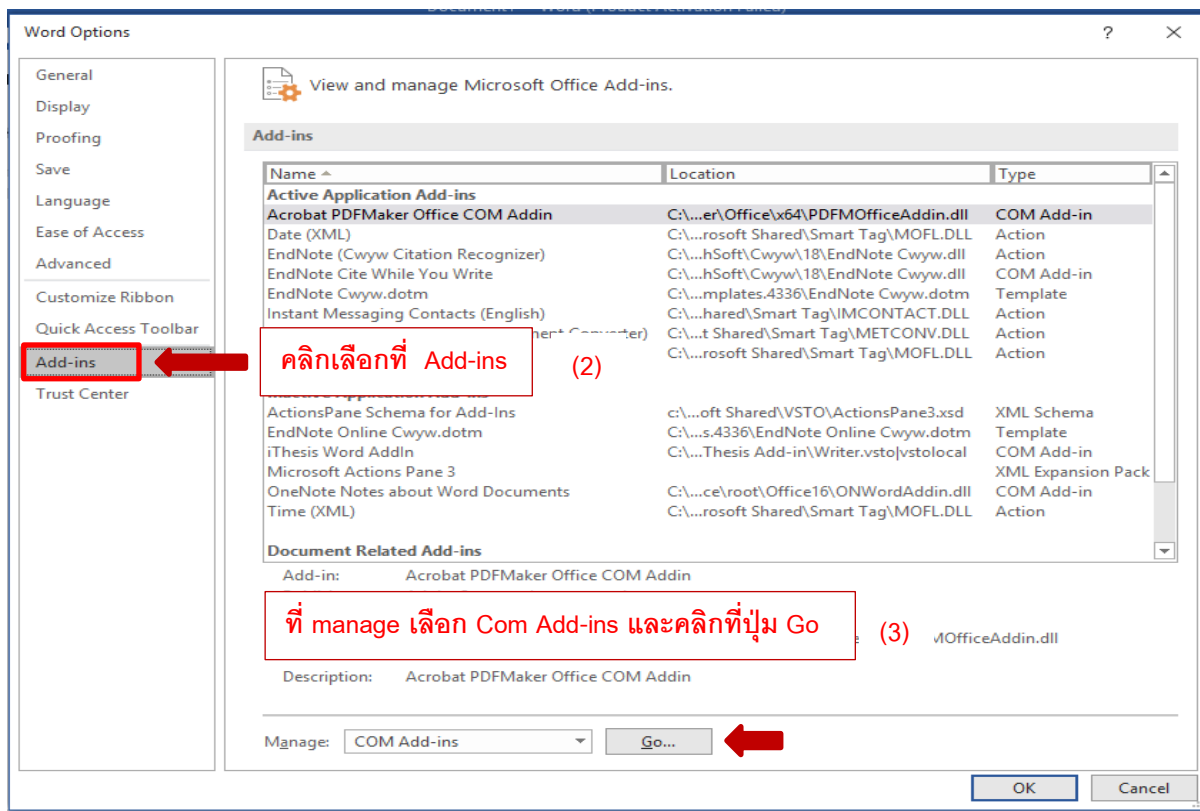 Word (Product Activation Failed)
Word Options
General
Display
Proofing
Save
Language
Ease of Access
Advanced
Customize Ribbon
Quick Access Toolbar
Add-ins
Trust Center
View and manage Microsoft Office Add-ins.
Add-ins
Name Location Type
Active Application Add-ins
Acrobat PDFMaker Office COM Addin C:\...er\Office\x64\PDFMOfficeAddin.dll COM Add-in
Date (XML) C:\...rosoft Shared\Smart Tag\MOFL.DLL Action
EndNote (Cwyw Citation Recognizer) C:\...hSoft\Cwyw\18\EndNote Cwyw.dll Action
EndNote Cite While You Write C:\...hSoft\Cwyw\18\EndNote Cwyw.dll COM Add-in
EndNote Cwyw.dotm C:\...mplates.4336\EndNote Cwyw.dotm Template
Instant Messaging Contacts (English) C:\...hared\Smart Tag\IMCONTACT.DLL Action
C:\...t Shared\Smart Tag\METCONV.DLL Action
C:\...rosoft Shared\Smart Tag\MOFL.DLL Action
คลิกเลือกที่ Add-ins (2)
ActionsPane Schema for Add-Ins c:\...oft Shared\VSTO\ActionsPane3.xsd XML Schema
EndNote Online Cwyw.dotm C:\...s.4336\EndNote Online Cwyw.dotm Template
iThesis Word AddIn C:\...Thesis Add-in\Writer.vsto|vstolocal COM Add-in
Microsoft Actions Pane 3 XML Expansion Pack
OneNote Notes about Word Documents C:\...ce\root\Office16\ONWordAddin.dll COM Add-in
Time (XML) C:\...rosoft Shared\Smart Tag\MOFL.DLL Action
Document Related Add-ins
Add-in: Acrobat PDFMaker Office COM Addin
ที่ manage เลือก Com Add-ins และคลิกที่ปุ่ม Go (3)
MOfficeAddin.dll
Description: Acrobat PDFMaker Office COM Addin
Manage: COM Add-ins Go...
OK Cancel